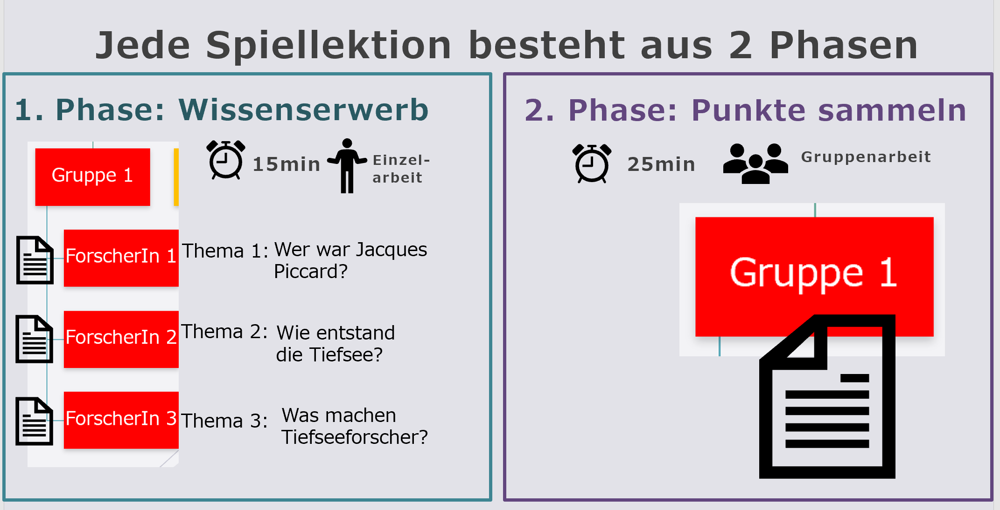 Jede Spiellektion besteht aus 2 Phasen
1. Phase: Wissenserwerb
15min
Einzel-
arbeit
Gruppe 1
ForscherIn 1
Thema 1:
Wer war Jacques
Piccard?
ForscherIn 2
Thema 2:
Wie entstand
die Tiefsee?
ForscherIn 3
Thema 3:
Was machen
Tiefseeforscher?
2. Phase: Punkte sammeln
25min
Gruppenarbeit
Gruppe 1